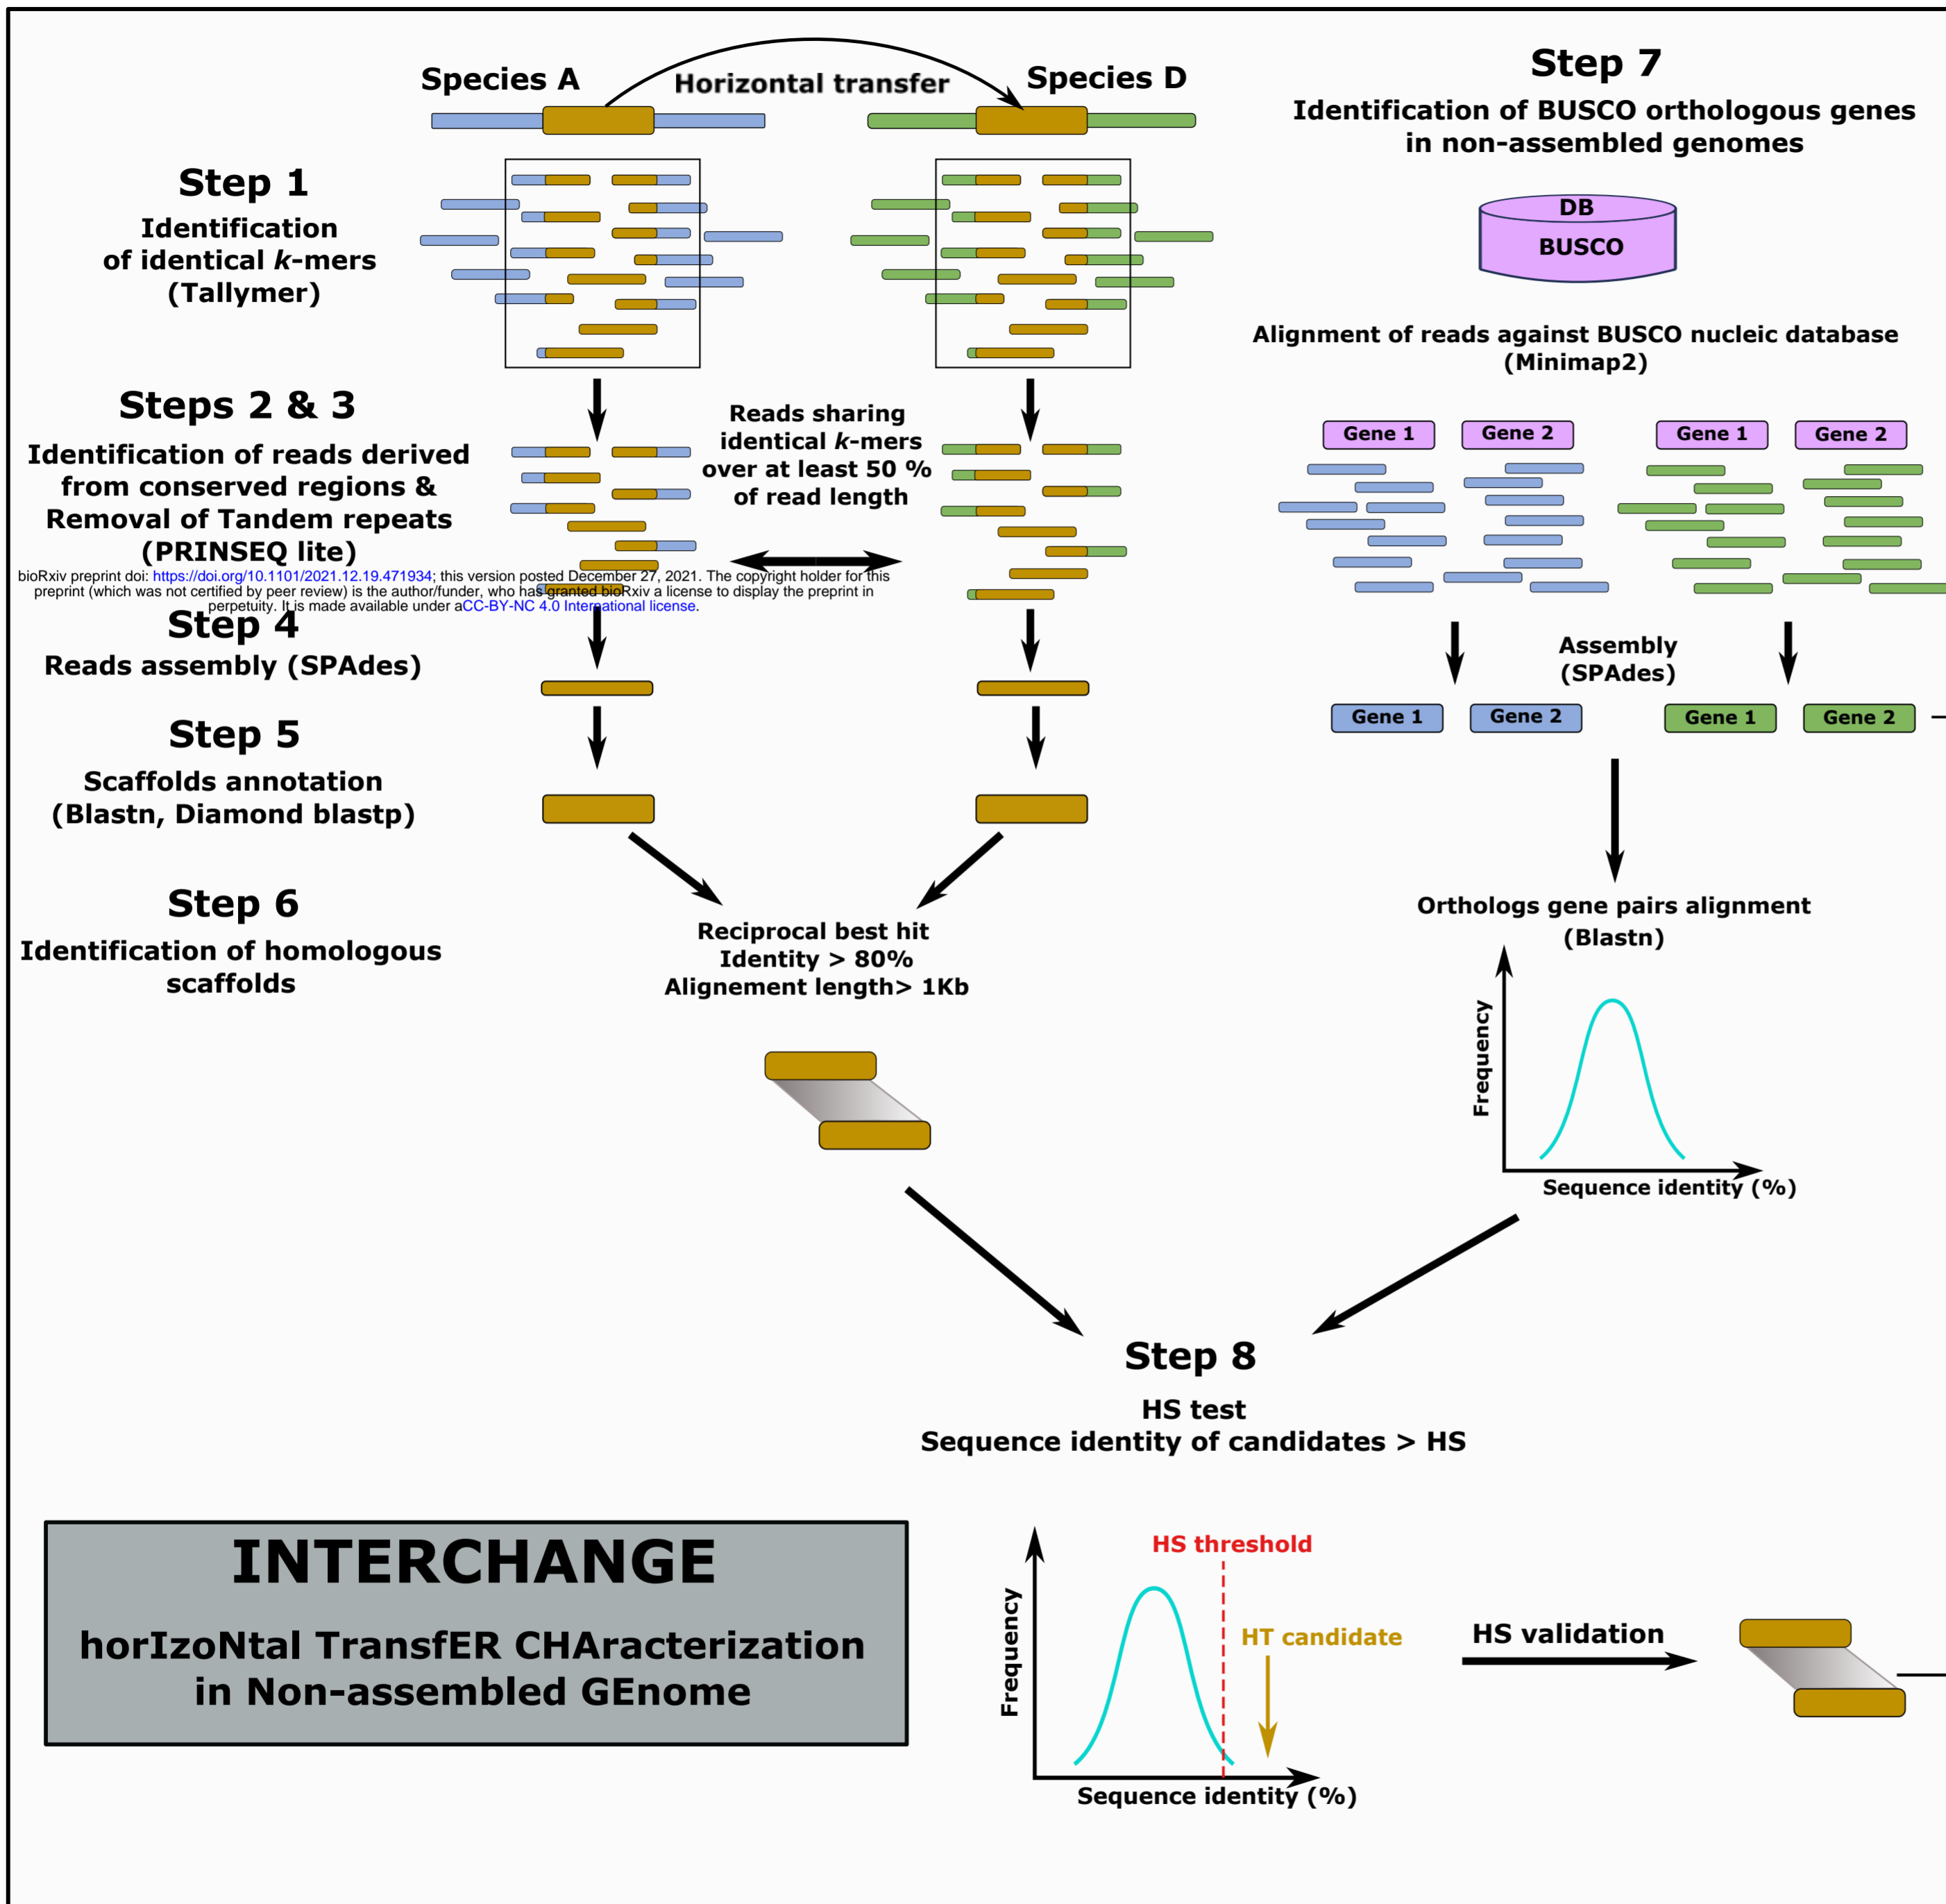 Species A
Horizontal transfer
Species D
Step 1
Identification
of identical k-mers
(Tallymer)
Steps 2 & 3
Identification of reads derived
from conserved regions &
Removal of Tandem repeats
(PRINSEQ lite)
Reads sharing
identical k-mers
over at least 50 %
of read length
bioRxiv preprint doi: https://doi.org/10.1101/2021.12.19.471934; this version posted December 27, 2021. The copyright holder for this
preprint (which was not certified by peer review) is the author/funder, who has granted bioRxiv a license to display the preprint in
perpetuity. It is made available under aCC-BY-NC 4.0 International license.
Step 4
Reads assembly (SPAdes)
Step 5
Scaffolds annotation
(Blastn, Diamond blastp)
Step 6
Identification of homologous
scaffolds
Reciprocal best hit
Identity > 80%
Alignement length> 1Kb
Step 7
Identification of BUSCO orthologous genes
in non-assembled genomes
DB
BUSCO
Alignment of reads against BUSCO nucleic database
(Minimap2)
Gene 1
Gene 2
Gene 1
Gene 2
Assembly
(SPAdes)
Gene 1
Gene 2
Gene 1
Gene 2
Orthologs gene pairs alignment
(Blastn)
Frequency
Sequence identity (%)
Step 8
HS test
Sequence identity of candidates > HS
INTERCHANGE
horIzoNtal TransfER CHAracterization
in Non-assembled GEnome
HS threshold
HT candidate
Frequency
Sequence identity (%)
HS validation